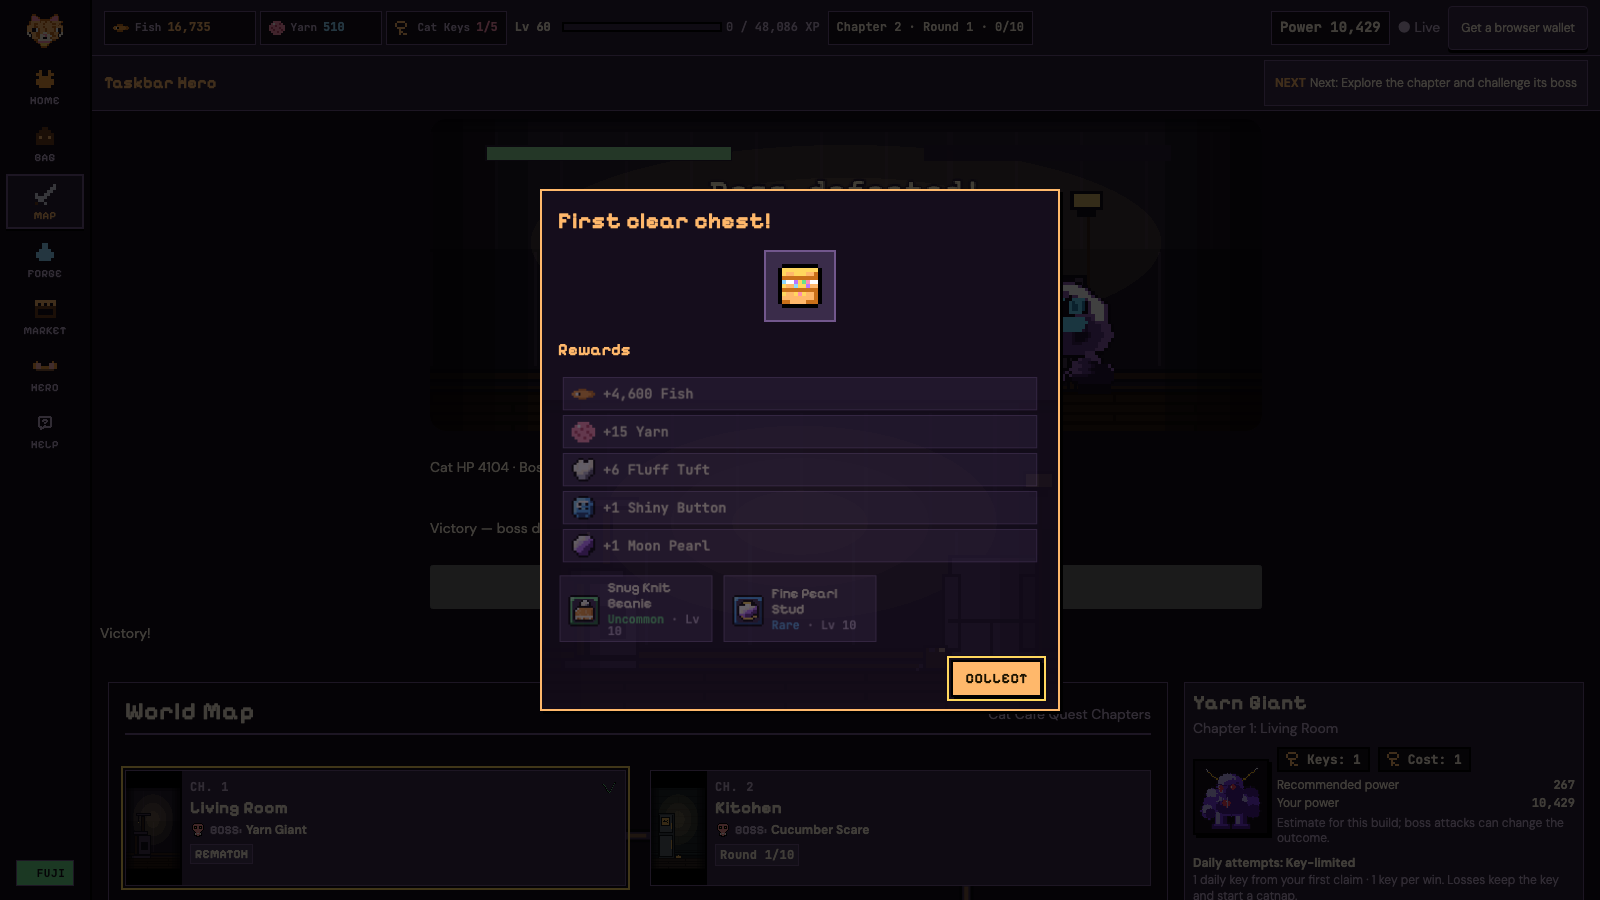 Fish 16,735
Yarn 510
Cat Keys 1/5
Lv 60
0 / 48,086 XP
Chapter 2 · Round 1 · 0/10
Power 10,429
Live
Get a browser wallet
Taskbar Hero
NEXT Next: Explore the chapter and challenge its boss
HOME
BAG
MAP
FORGE
MARKET
HERO
HELP
FUJI
Boss defeated!
First clear chest!
Rewards
+4,600 Fish
+15 Yarn
+6 Fluff Tuft
+1 Shiny Button
+1 Moon Pearl
Snug Knit
Beanie
Uncommon · Lv
10
Fine Pearl
Stud
Rare · Lv 10
COLLECT
Cat HP 4104 ·
Victory — boss
Victory!
World Map
Cat Cafe Quest Chapters
CH. 1
Living Room
BOSS: Yarn Giant
REMATCH
CH. 2
Kitchen
BOSS: Cucumber Scare
Round 1/10
Yarn Giant
Chapter 1: Living Room
Keys: 1
Cost: 1
Recommended power 267
Your power 10,429
Estimate for this build; boss attacks can change the
outcome.
Daily attempts: Key-limited
1 daily key from your first claim · 1 key per win. Losses keep the key
and start a catnap.